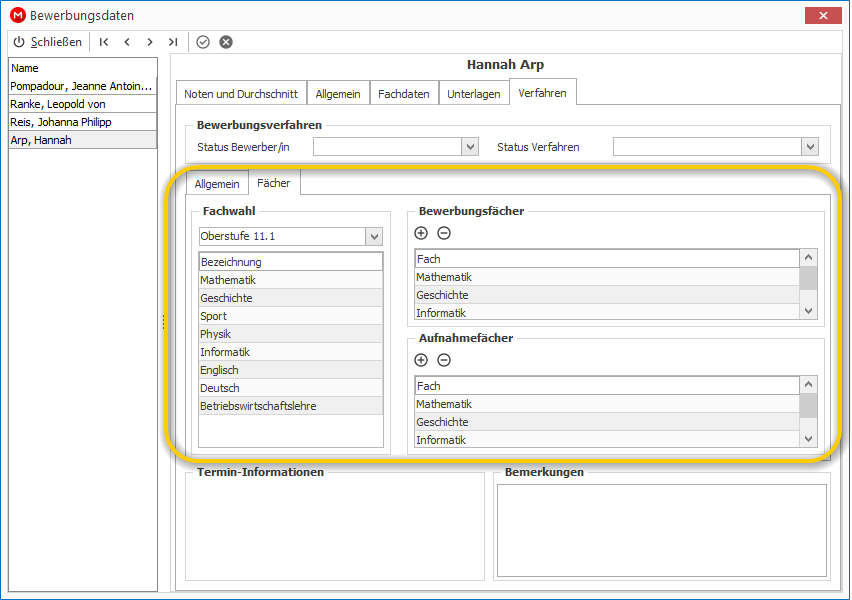 Bewerbungsdaten
Schließen
Hannah Arp
Name
Pompadour, Jeanne Antoin...
Ranke, Leopold von
Reis, Johanna Philipp
Arp, Hannah
Noten und Durchschnitt Allgemein Fachdaten Unterlagen Verfahren
Bewerbungsverfahren
Status Bewerber/in Status Verfahren
Allgemein Fächer
Fachwahl
Oberstufe 11.1
Bezeichnung
Mathematik
Geschichte
Sport
Physik
Informatik
Englisch
Deutsch
Betriebswirtschaftslehre
Bewerbungsfächer
Fach
Mathematik
Geschichte
Informatik
Aufnahmefächer
Fach
Mathematik
Geschichte
Informatik
Termin-Informationen
Bemerkungen